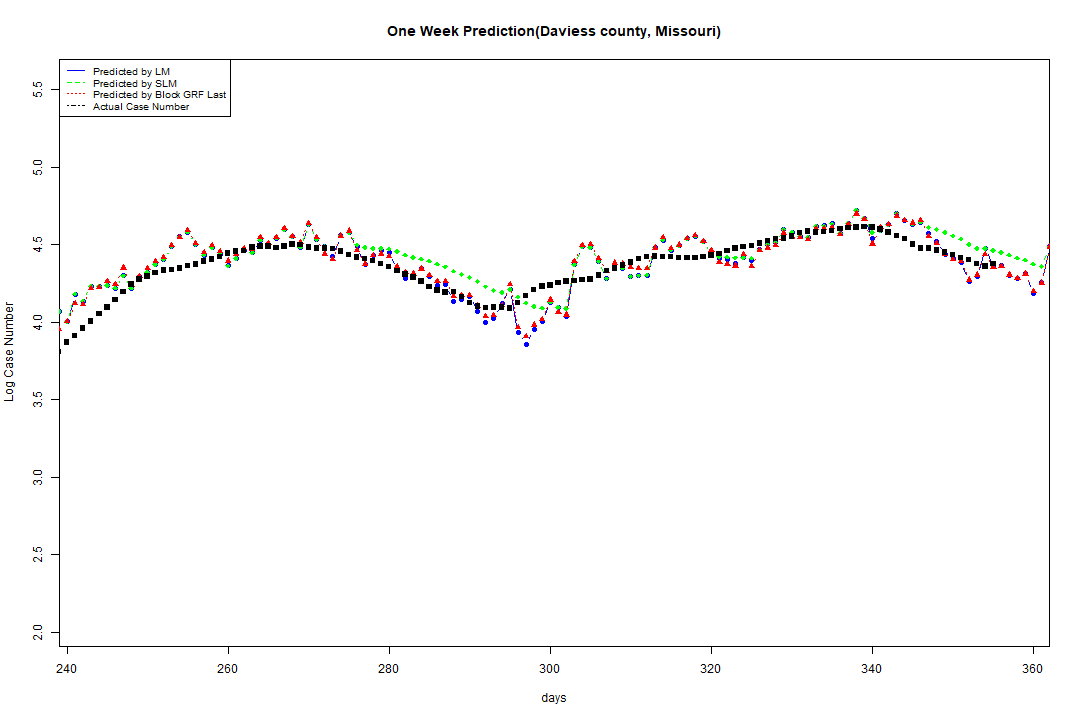 One Week Prediction(Daviess county, Missouri)
Predicted by LM
Predicted by SLM
Predicted by Block GRF Last
Actual Case Number
5.5
5.0
4.5
4.0
3.5
3.0
2.5
2.0
Log Case Number
240 260 280 300 320 340 360
days